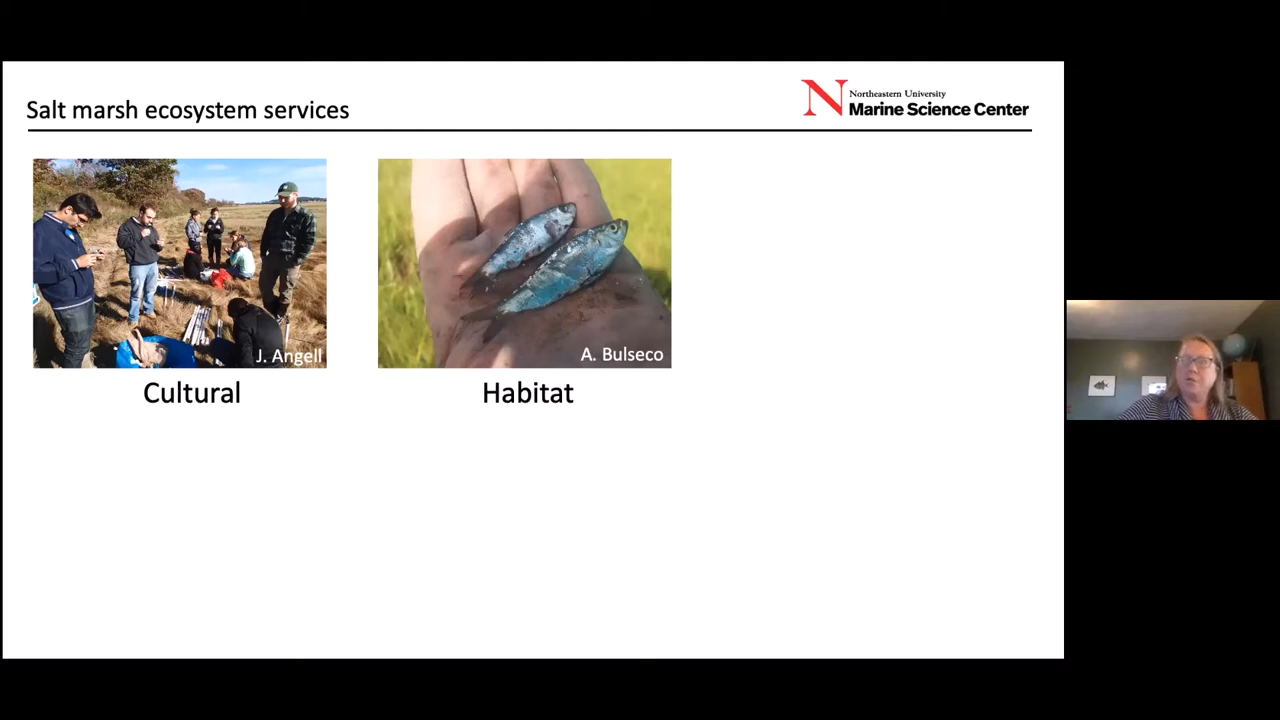 Salt marsh ecosystem services
N Northeastern University
Marine Science Center
J. Angell
A. Bulseco
Cultural
Habitat